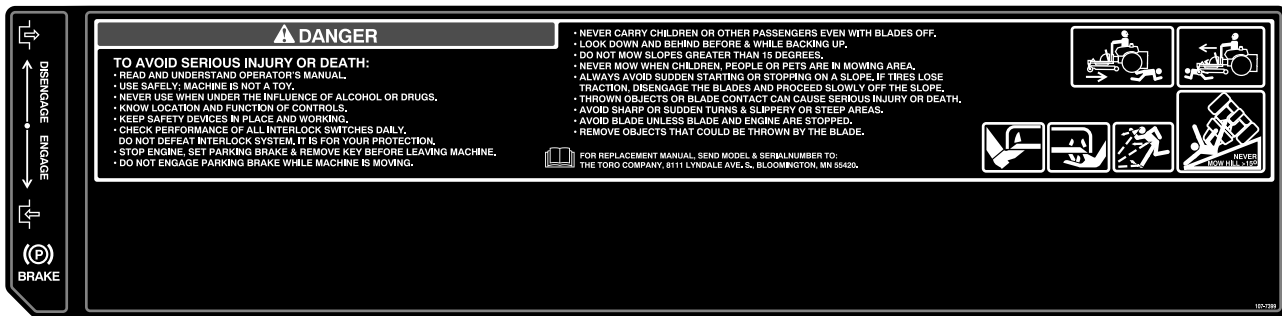 DISENGAGE ENGAGE
BRAKE
DANGER
TO AVOID SERIOUS INJURY OR DEATH:
• READ AND UNDERSTAND OPERATOR'S MANUAL.
• USE SAFELY; MACHINE IS NOT A TOY.
• NEVER USE WHEN UNDER THE INFLUENCE OF ALCOHOL OR DRUGS.
• KNOW LOCATION AND FUNCTION OF CONTROLS.
• KEEP SAFETY DEVICES IN PLACE AND WORKING.
• CHECK PERFORMANCE OF ALL INTERLOCK SWITCHES DAILY.
DO NOT DEFEAT INTERLOCK SYSTEM, IT IS FOR YOUR PROTECTION.
• STOP ENGINE, SET PARKING BRAKE & REMOVE KEY BEFORE LEAVING MACHINE.
• DO NOT ENGAGE PARKING BRAKE WHILE MACHINE IS MOVING.
• NEVER CARRY CHILDREN OR OTHER PASSENGERS EVEN WITH BLADES OFF.
• LOOK DOWN AND BEHIND BEFORE & WHILE BACKING UP.
• DO NOT MOW SLOPES GREATER THAN 15 DEGREES.
• NEVER MOW WHEN CHILDREN, PEOPLE OR PETS ARE IN MOWING AREA.
• ALWAYS AVOID SUDDEN STARTING OR STOPPING ON A SLOPE. IF TIRES LOSE
TRACTION, DISENGAGE THE BLADES AND PROCEED SLOWLY OFF THE SLOPE.
• THROWN OBJECTS OR BLADE CONTACT CAN CAUSE SERIOUS INJURY OR DEATH.
• AVOID SHARP OR SUDDEN TURNS & SLIPPERY OR STEEP AREAS.
• AVOID BLADE UNLESS BLADE AND ENGINE ARE STOPPED.
• REMOVE OBJECTS THAT COULD BE THROWN BY THE BLADE.
FOR REPLACEMENT MANUAL, SEND MODEL & SERIALNUMBER TO:
THE TORO COMPANY, 8111 LYNDALE AVE. S., BLOOMINGTON, MN 55420.
NEVER
MOW HILL >15º
(P)
107-7399